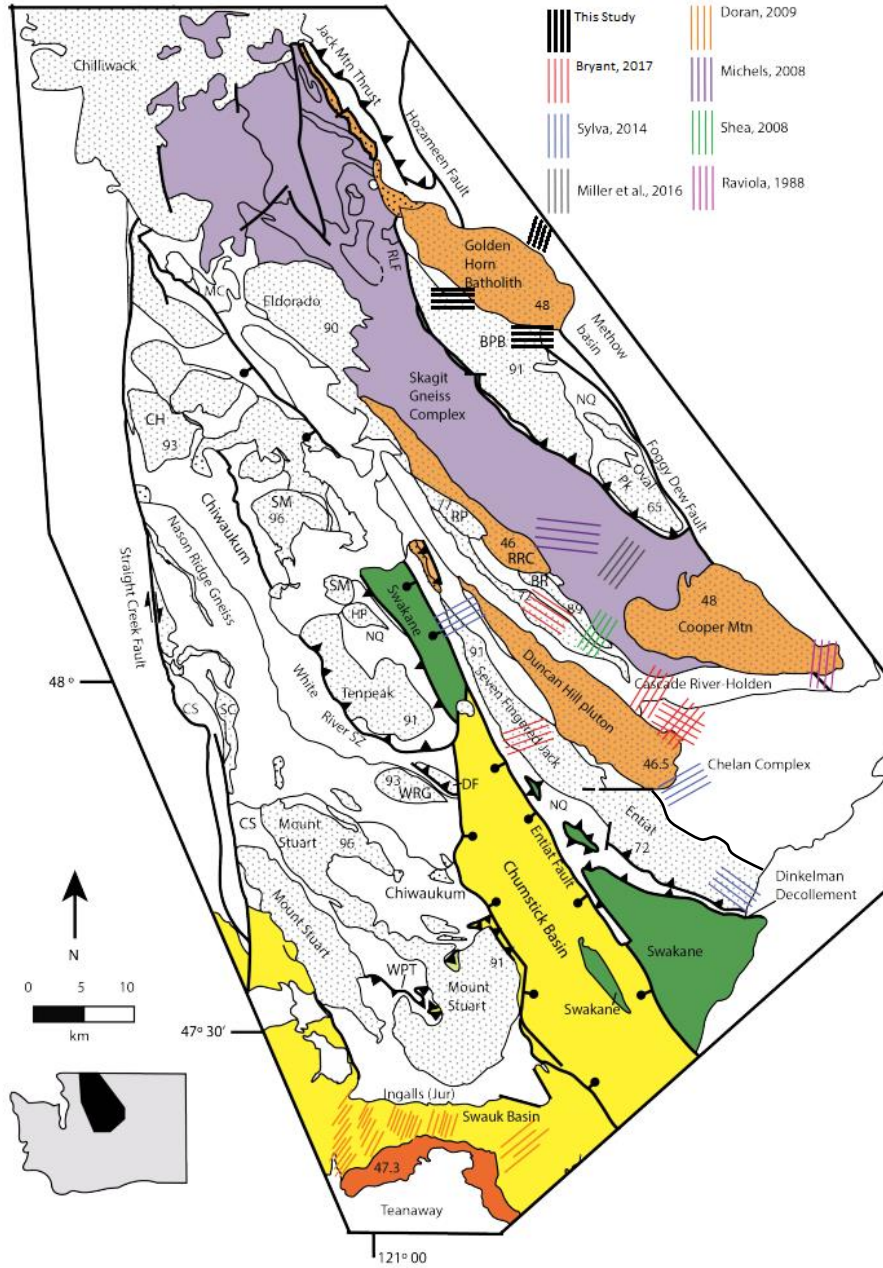 This Study
Doran, 2009
Bryant, 2017
Michels, 2008
Sylva, 2014
Shea, 2008
Miller et al., 2016
Raviola, 1988
Chilliwack
Jack Mtn Thrust
Hozameen Fault
RLF
Golden
Horn
Batholith
48
MC
Eldorado
90
Methow
basin
BPB
91
Skagit
Gneiss
Complex
NQ
Oval
Pk
65
Foggy Dew Fault
CH
93
Chiwaukum
SM
96
77
RP
46
RRC
Nason Ridge Gneiss
Straight Creek Fault
BR
77
89
48
Cooper Mtn
SM
HP
NQ
Swakane
91
Duncan Hill pluton
Seven Fingered Jack
Cascade River-Holden
48 º
CS
SC
White
River SZ
Tenpeak
91
46.5
Chelan Complex
93
WRG
DF
NQ
Entiat
72
CS
Mount
Stuart
96
Entiat Fault
Dinkelman
Decollement
Chiwaukum
Chumstick Basin
Mount Stuart
Swakane
N
91
WPT
Mount
Stuart
Swakane
0 5 10
km
47º 30’
Ingalls (Jur)
Swauk Basin
47.3
Teanaway
121º 00